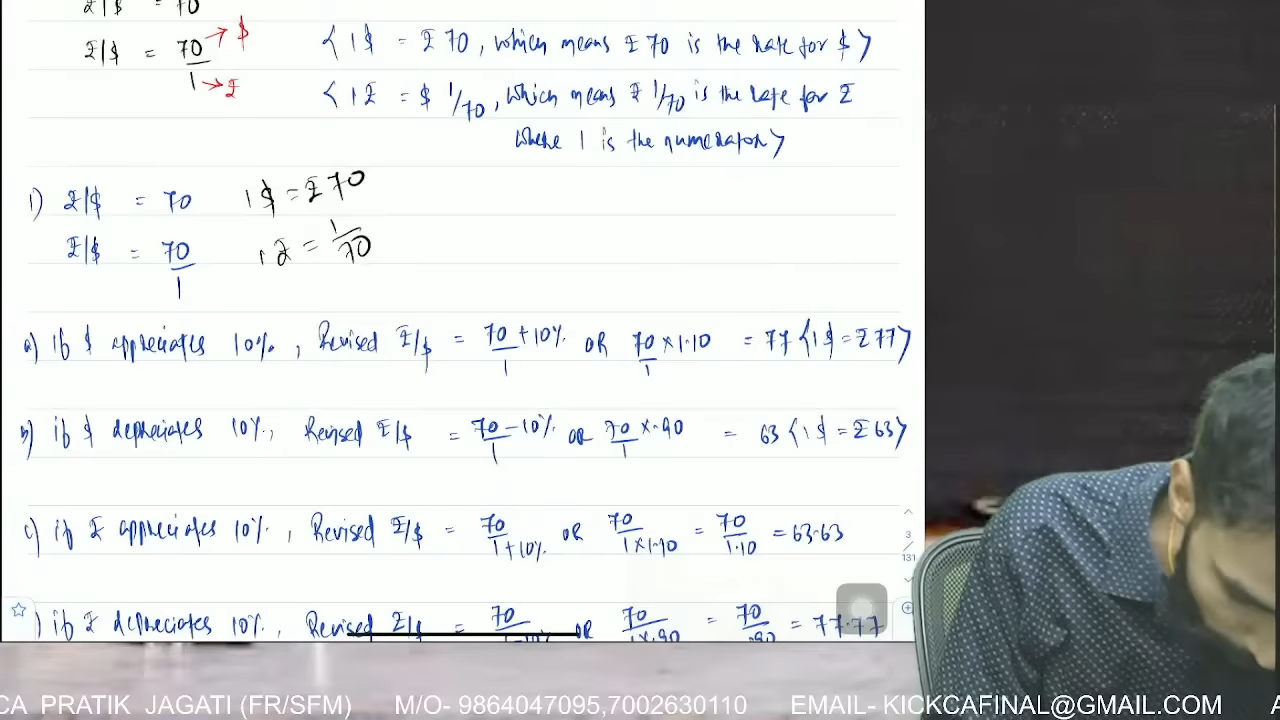 ₹/$ = 70
₹/$ = 70/1 → $ → ₹
< 1$ = ₹ 70, which means ₹ 70 is the rate for $ >
< 1₹ = $ 1/70, which means ₹ 1/70 is the rate for ₹
where 1 is the numerator >
1) ₹/$ = 70 1$ = ₹70
₹/$ = 70/1 1₹ = 1/70
a) if $ appreciates 10%, Revised ₹/$ = 70+10%/1 OR 70×1.10/1 = 77 <1$ = ₹77>
b) if $ depreciates 10%, Revised ₹/$ = 70-10%/1 OR 70×.90/1 = 63 <1$ = ₹63>
c) if ₹ appreciates 10%, Revised ₹/$ = 70/1+10% OR 70/1×1.10 = 70/1.10 = 63.63
) if ₹ depreciates 10%, Revised ₹/$ = 70/1-10% OR 70/1×.90 = 70/.90 = 77.77
3
/
131
CA PRATIK JAGATI (FR/SFM) M/O- 9864047095,7002630110 EMAIL- KICKCAFINAL@GMAIL.COM